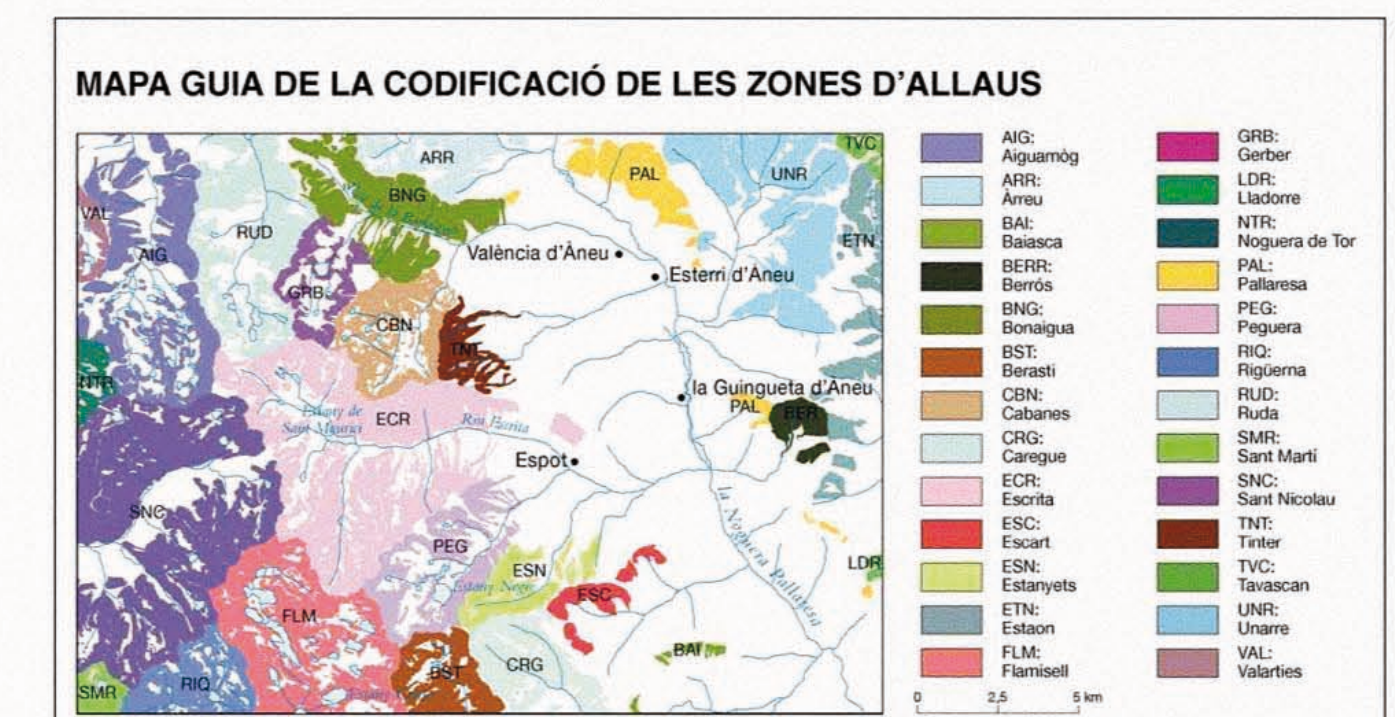 MAPA GUIA DE LA CODIFICACIÓ DE LES ZONES D'ALLAUS
ARR
TVC
PAL
UNR
BNG
VAL
RUD
ETN
AIG
València d'Àneu
Esterri d'Àneu
GRB
CBN
TNT
NTR
la Guingueta d'Àneu
PAL
BER
Estany de
Sant Maurici
ECR
Riu Escrita
Espot
SNC
la Noguera Pallaresa
PEG
ESN
LDR
Estany Negre
ESC
FLM
BAI
CRG
BST
RIQ
SMR
AIG:
Aiguamòg
ARR:
Àrreu
BAI:
Baiasca
BERR:
Berrós
BNG:
Bonaigua
BST:
Berasti
CBN:
Cabanes
CRG:
Caregue
ECR:
Escrita
ESC:
Escart
ESN:
Estanyets
ETN:
Estaon
FLM:
Flamisell
GRB:
Gerber
LDR:
Lladorre
NTR:
Noguera de Tor
PAL:
Pallaresa
PEG:
Peguera
RIQ:
Rigüerna
RUD:
Ruda
SMR:
Sant Martí
SNC:
Sant Nicolau
TNT:
Tinter
TVC:
Tavascan
UNR:
Unarre
VAL:
Valarties
0 2,5 5 km